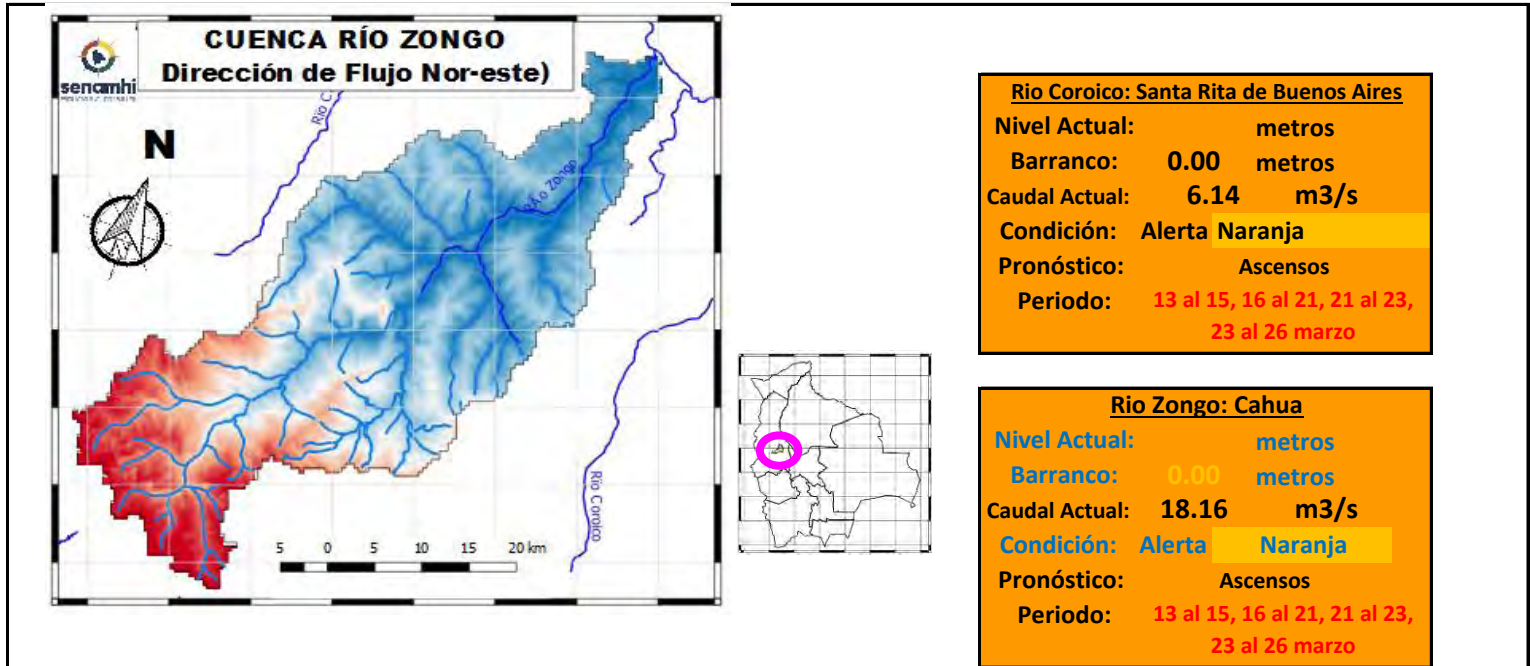 CUENCA RÍO ZONGO
Dirección de Flujo Nor-este)
sencamhi
N
Río C
RÃ­o Zongo
Río Coroico
5 0 5 10 15 20 km
Rio Coroico: Santa Rita de Buenos Aires
Nivel Actual: metros
Barranco: 0.00 metros
Caudal Actual: 6.14 m3/s
Condición: Alerta Naranja
Pronóstico: Ascensos
Periodo: 13 al 15, 16 al 21, 21 al 23,
23 al 26 marzo
Rio Zongo: Cahua
Nivel Actual: metros
Barranco: 0.00 metros
Caudal Actual: 18.16 m3/s
Condición: Alerta Naranja
Pronóstico: Ascensos
Periodo: 13 al 15, 16 al 21, 21 al 23,
23 al 26 marzo